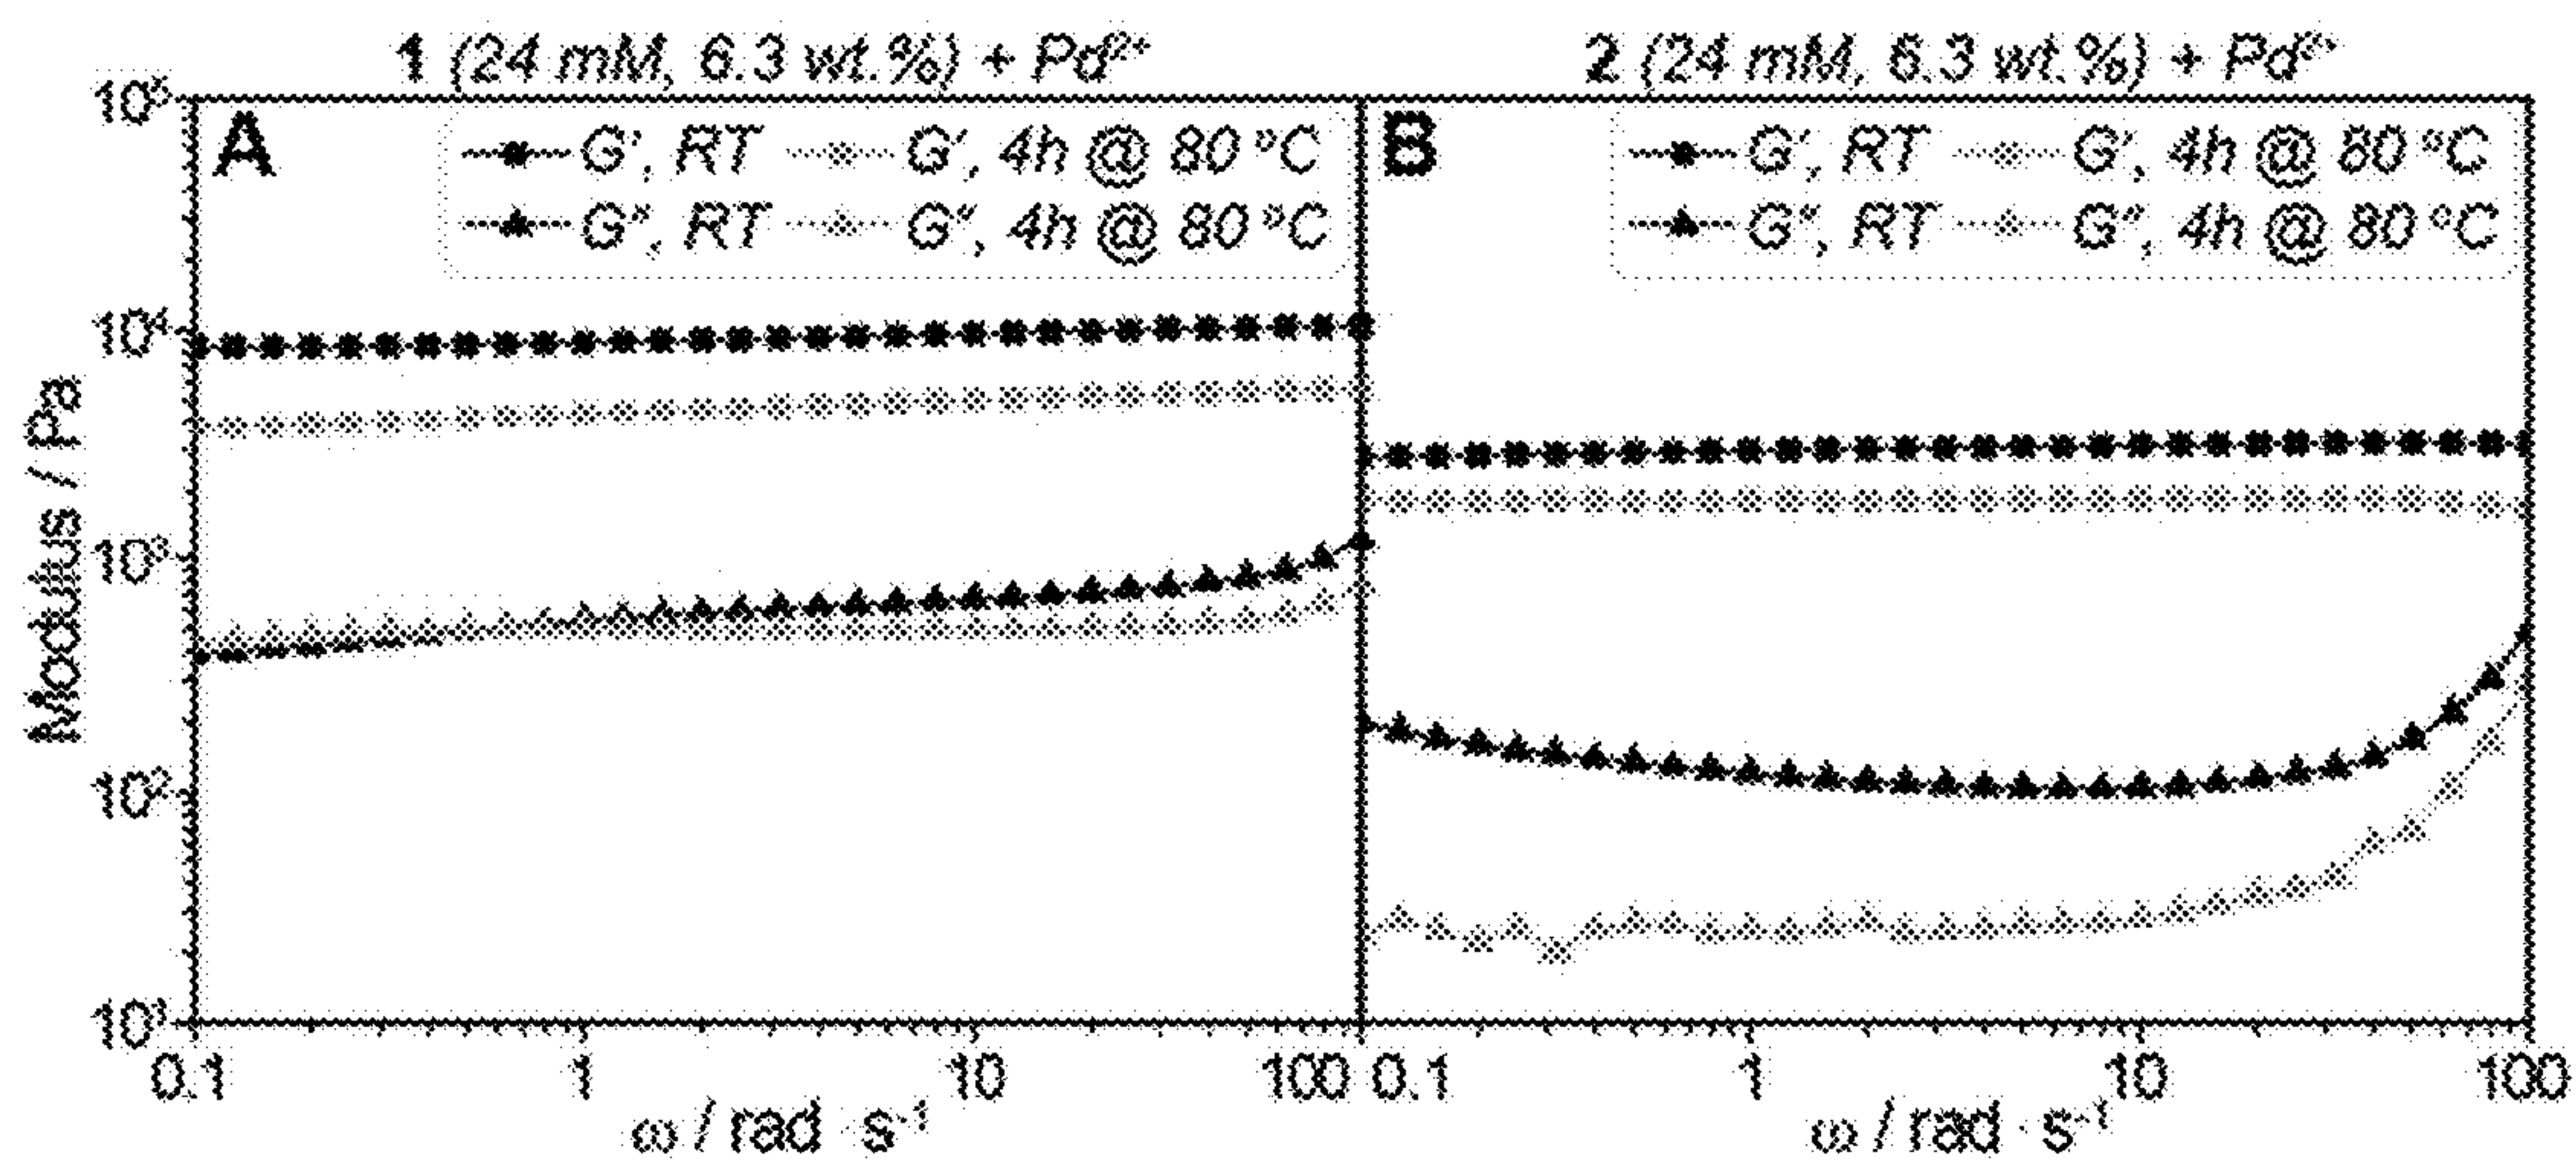 1 (24 mM, 6.3 wt.%) + Pd²⁺
2 (24 mM, 6.3 wt.%) + Pd²⁺
A
G', RT
G', 4h @ 80 °C
G", RT
G", 4h @ 80 °C
B
G', RT
G', 4h @ 80 °C
G", RT
G", 4h @ 80 °C
Modulus / Pa
10⁵
10⁴
10³
10²
10¹
0.1 1 10 100
0.1 1 10 100
ω / rad · s⁻¹
ω / rad · s⁻¹